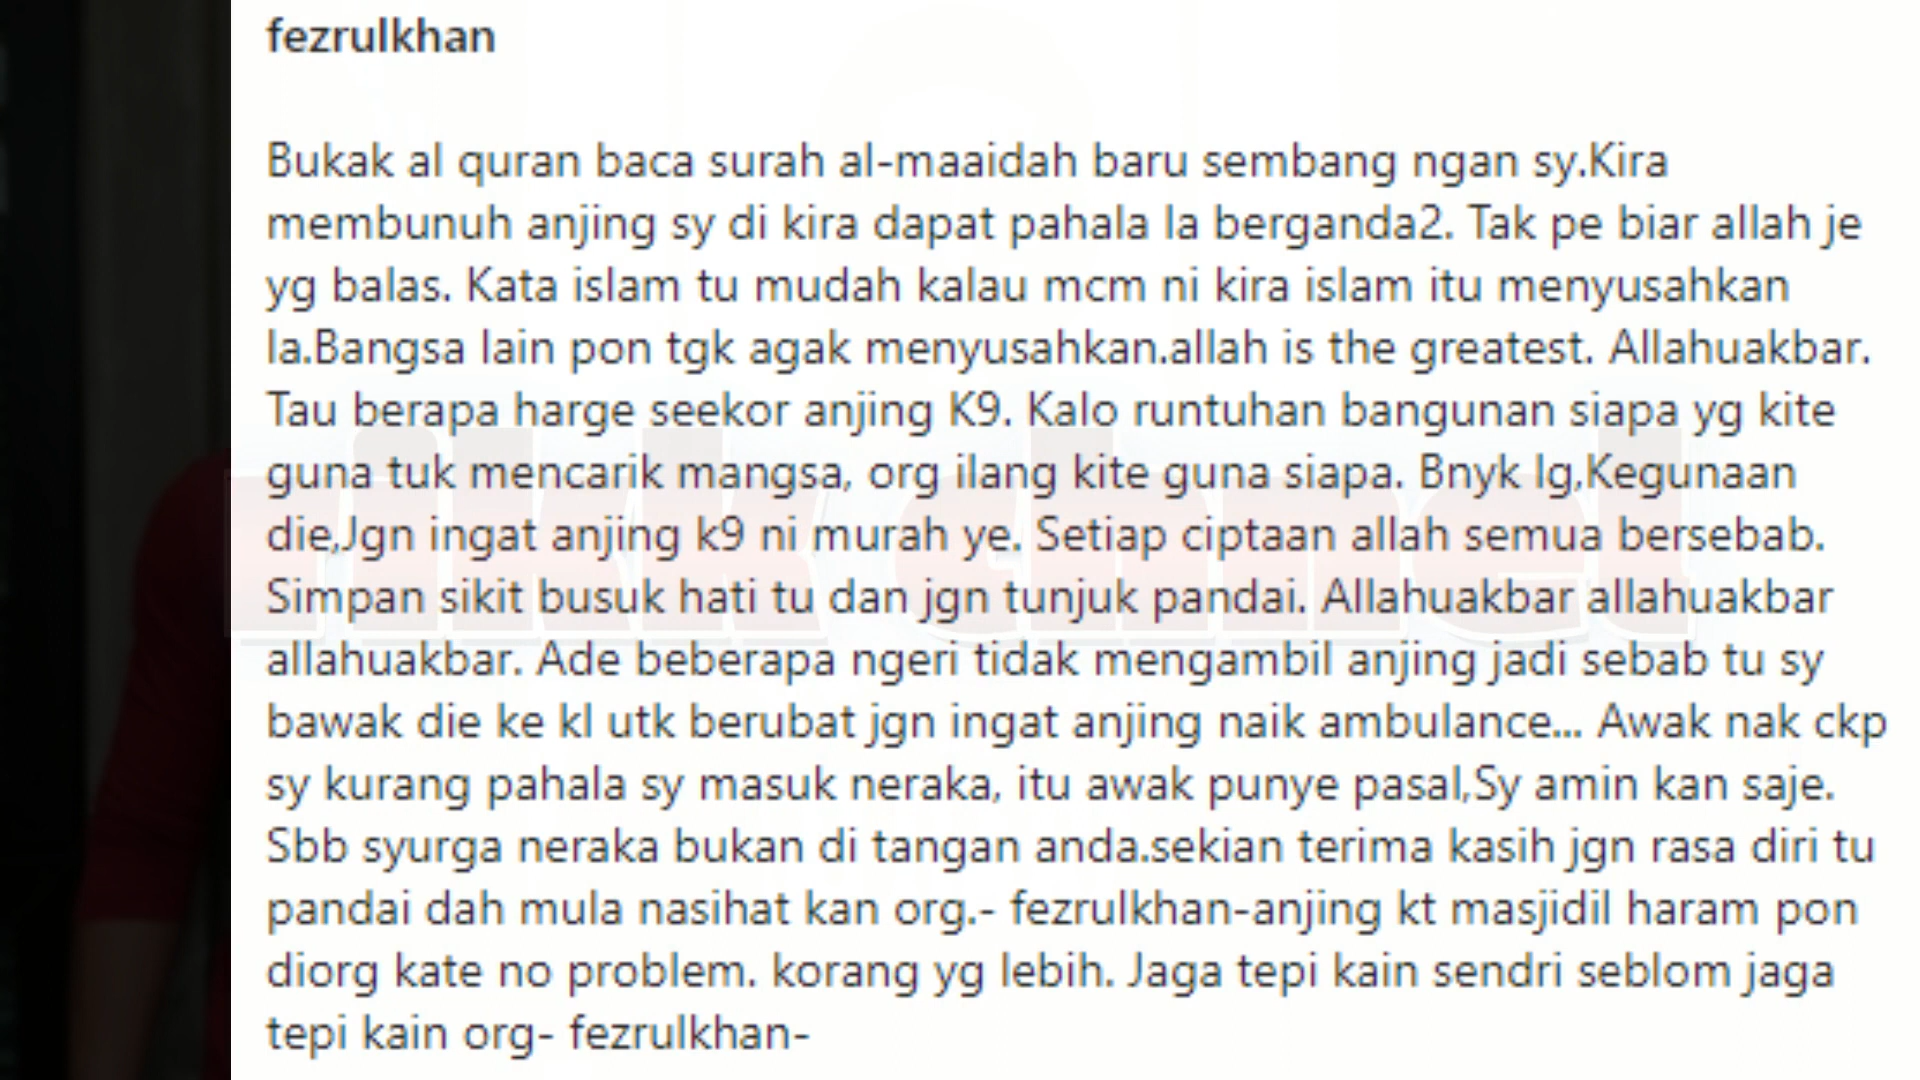 fezrulkhan
Bukak al quran baca surah al-maaidah baru sembang ngan sy.Kira
membunuh anjing sy di kira dapat pahala la berganda2. Tak pe biar allah je
yg balas. Kata islam tu mudah kalau mcm ni kira islam itu menyusahkan
la.Bangsa lain pon tgk agak menyusahkan.allah is the greatest. Allahuakbar.
Tau berapa harge seekor anjing K9. Kalo runtuhan bangunan siapa yg kite
guna tuk mencarik mangsa, org ilang kite guna siapa. Bnyk lg,Kegunaan
die,Jgn ingat anjing k9 ni murah ye. Setiap ciptaan allah semua bersebab.
Simpan sikit busuk hati tu dan jgn tunjuk pandai. Allahuakbar allahuakbar
allahuakbar. Ade beberapa ngeri tidak mengambil anjing jadi sebab tu sy
bawak die ke kl utk berubat jgn ingat anjing naik ambulance... Awak nak ckp
sy kurang pahala sy masuk neraka, itu awak punye pasal,Sy amin kan saje.
Sbb syurga neraka bukan di tangan anda.sekian terima kasih jgn rasa diri tu
pandai dah mula nasihat kan org.- fezrulkhan-anjing kt masjidil haram pon
diorg kate no problem. korang yg lebih. Jaga tepi kain sendri seblom jaga
tepi kain org- fezrulkhan-